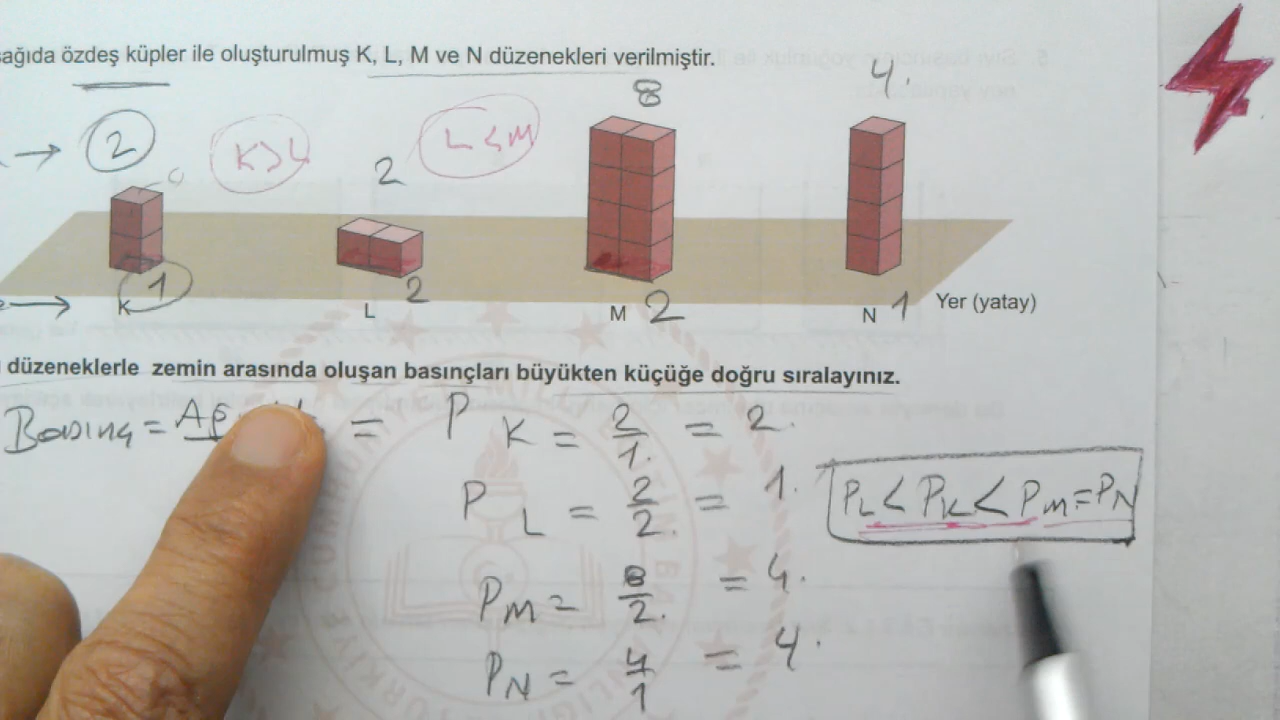 ağıda özdeş küpler ile oluşturulmuş K, L, M ve N düzenekleri verilmiştir.
8 4.
→ 2 K>L 2 L<M
1 2
→ K L M 2 N 1 Yer (yatay)
düzeneklerle zemin arasında oluşan basınçları büyükten küçüğe doğru sıralayınız.
Basınç = = P K = 2/1. = 2.
P L = 2/2. = 1. PL < PK < PM = PN
PM = 8/2. = 4.
PN = 4/1 = 4.